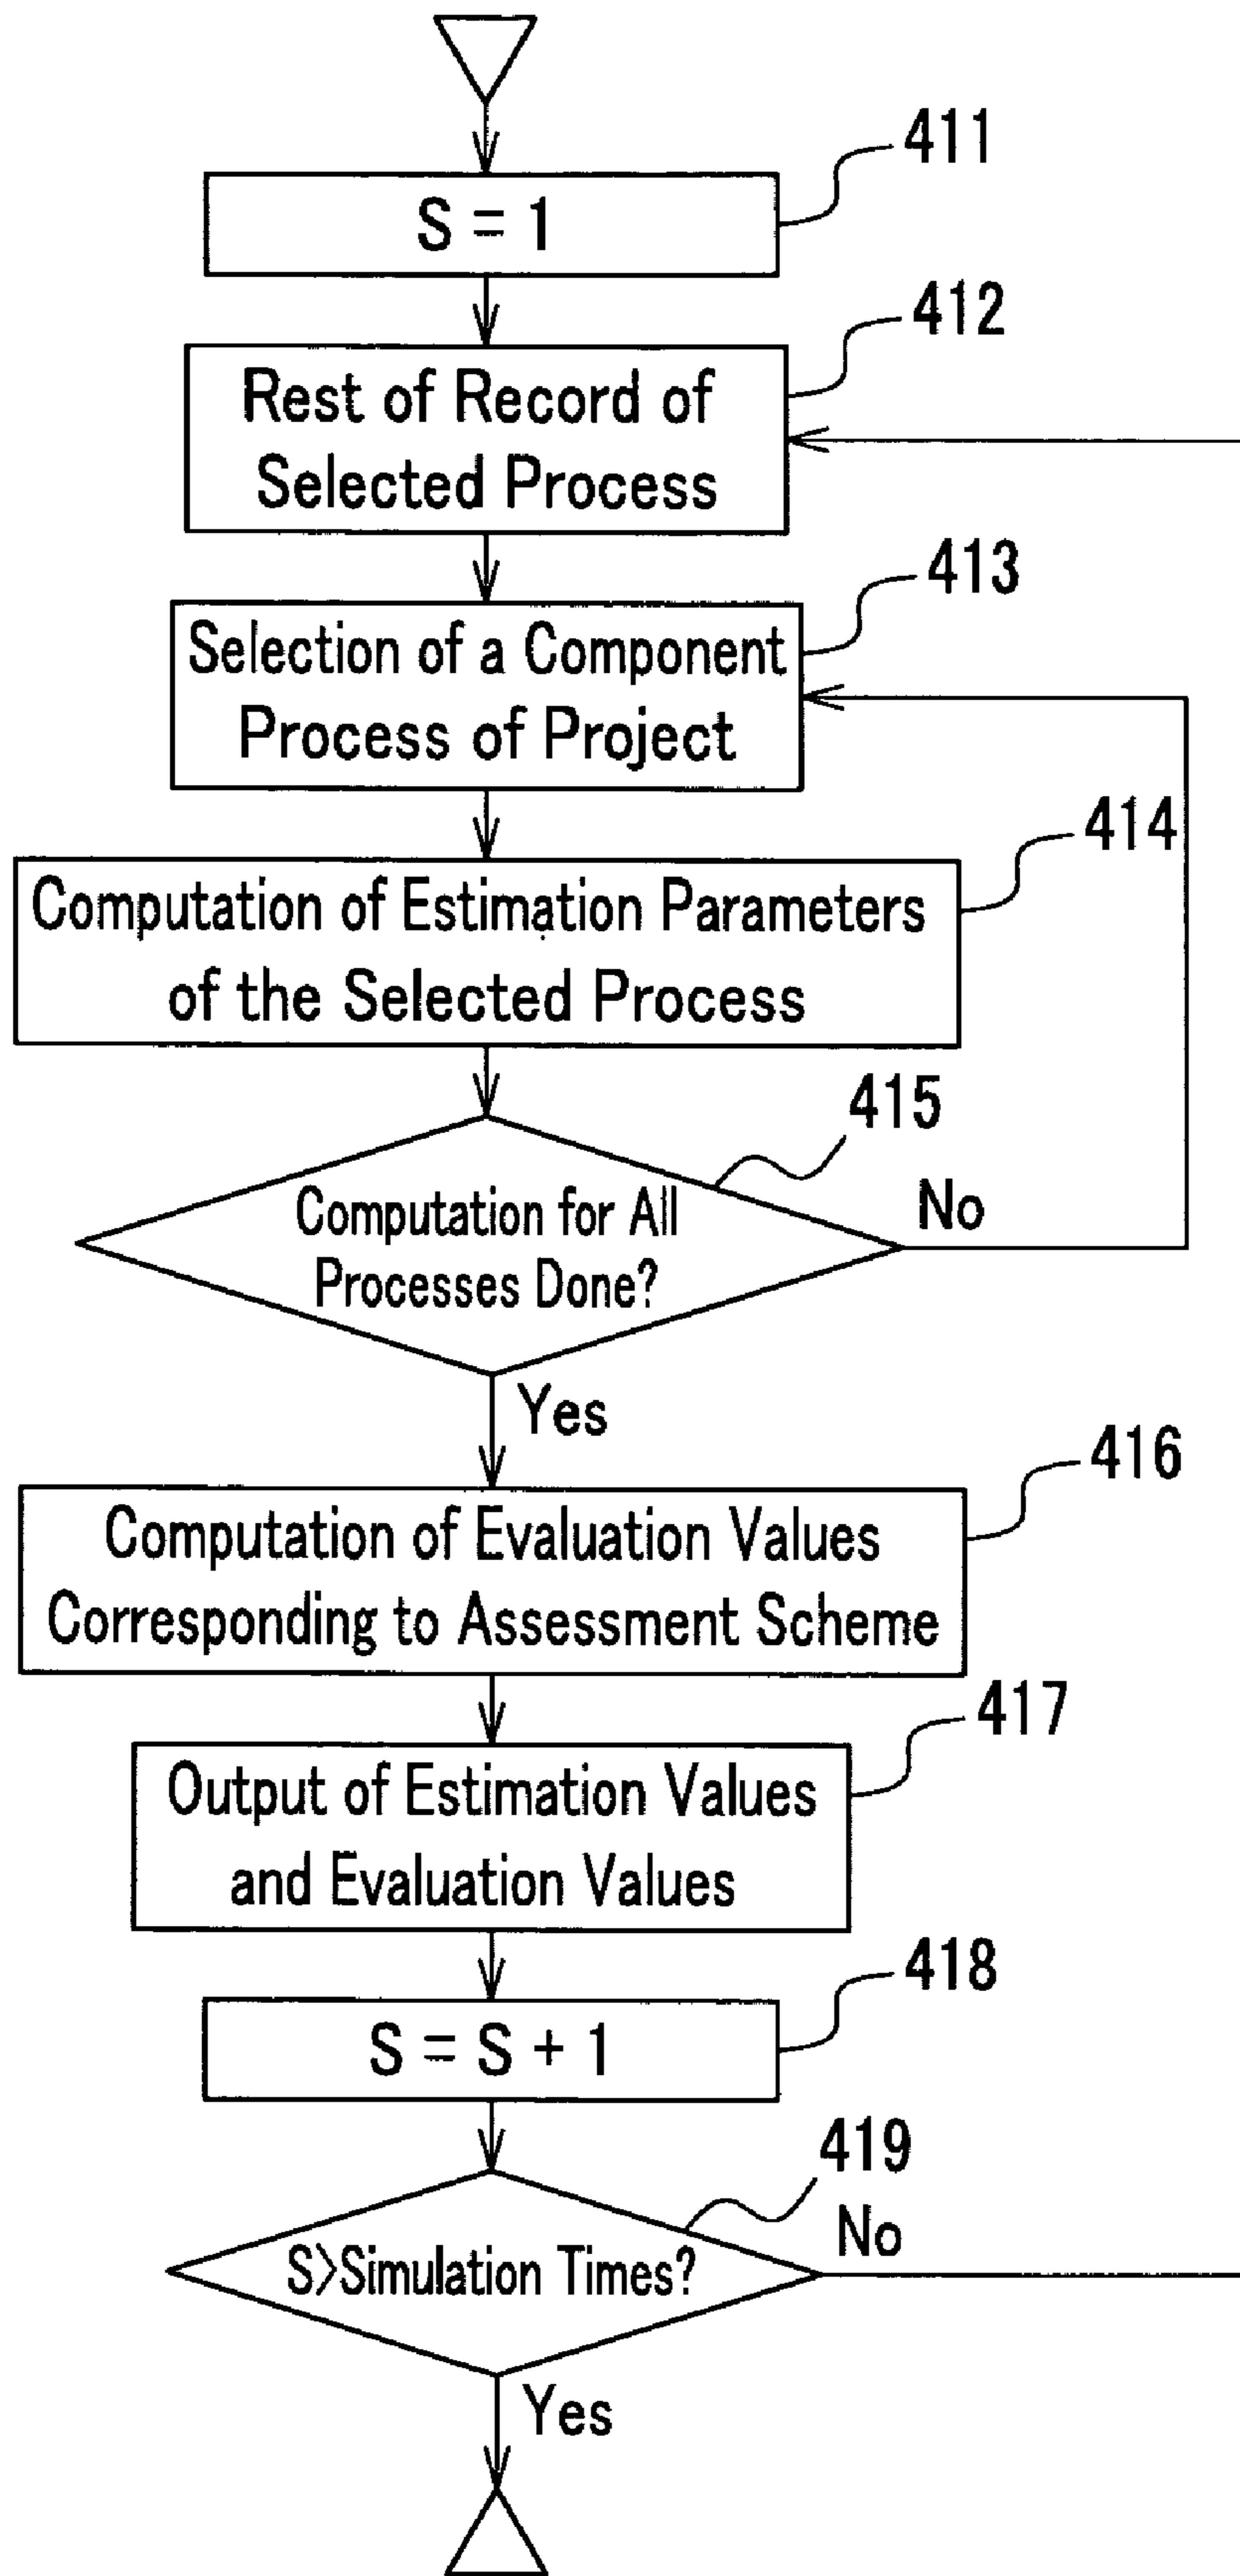 411
S = 1
412
Rest of Record of
Selected Process
413
Selection of a Component
Process of Project
414
Computation of Estimation Parameters
of the Selected Process
415
Computation for All
Processes Done?
No
Yes
416
Computation of Evaluation Values
Corresponding to Assessment Scheme
417
Output of Estimation Values
and Evaluation Values
418
S = S + 1
419
S>Simulation Times?
No
Yes